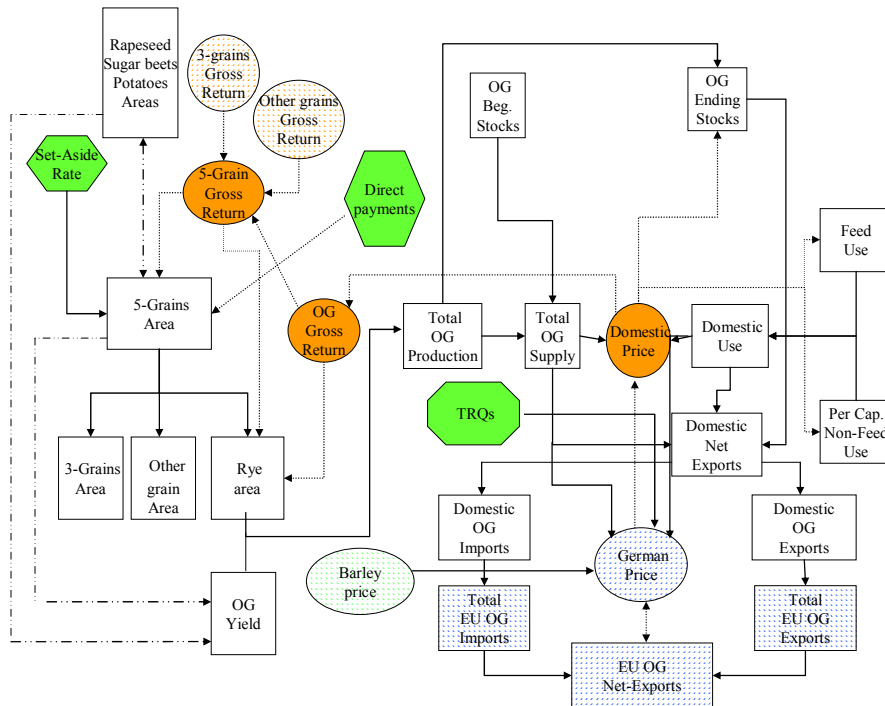 Rapeseed
Sugar beets
Potatoes
Areas
3-grains
Gross
Return
Other grains
Gross
Return
OG
Beg.
Stocks
OG
Ending
Stocks
Set-Aside
Rate
5-Grain
Gross
Return
Direct
payments
Feed
Use
5-Grains
Area
OG
Gross
Return
Total
OG
Production
Total
OG
Supply
Domestic
Price
Domestic
Use
TRQs
Per Cap.
Non-Feed
Use
Domestic
Net
Exports
3-Grains
Area
Other
grain
Area
Rye
area
Domestic
OG
Imports
German
Price
Domestic
OG
Exports
Barley
price
OG
Yield
Total
EU OG
Imports
Total
EU OG
Exports
EU OG
Net-Exports